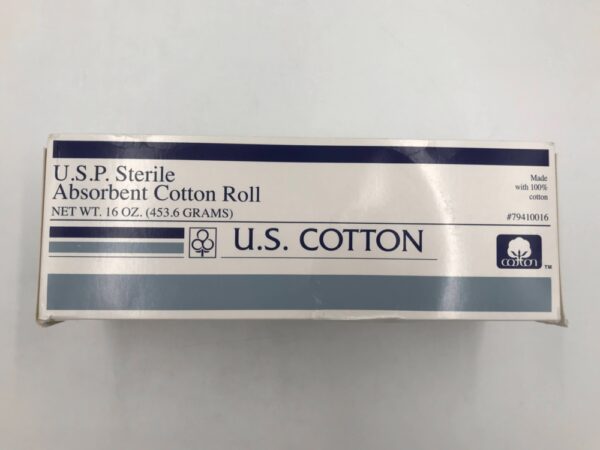 U.S.P. Sterile
Absorbent Cotton Roll
NET WT. 16 OZ. (453.6 GRAMS)
Made
with 100%
cotton
#79410016
U.S. COTTON
cotton
TM